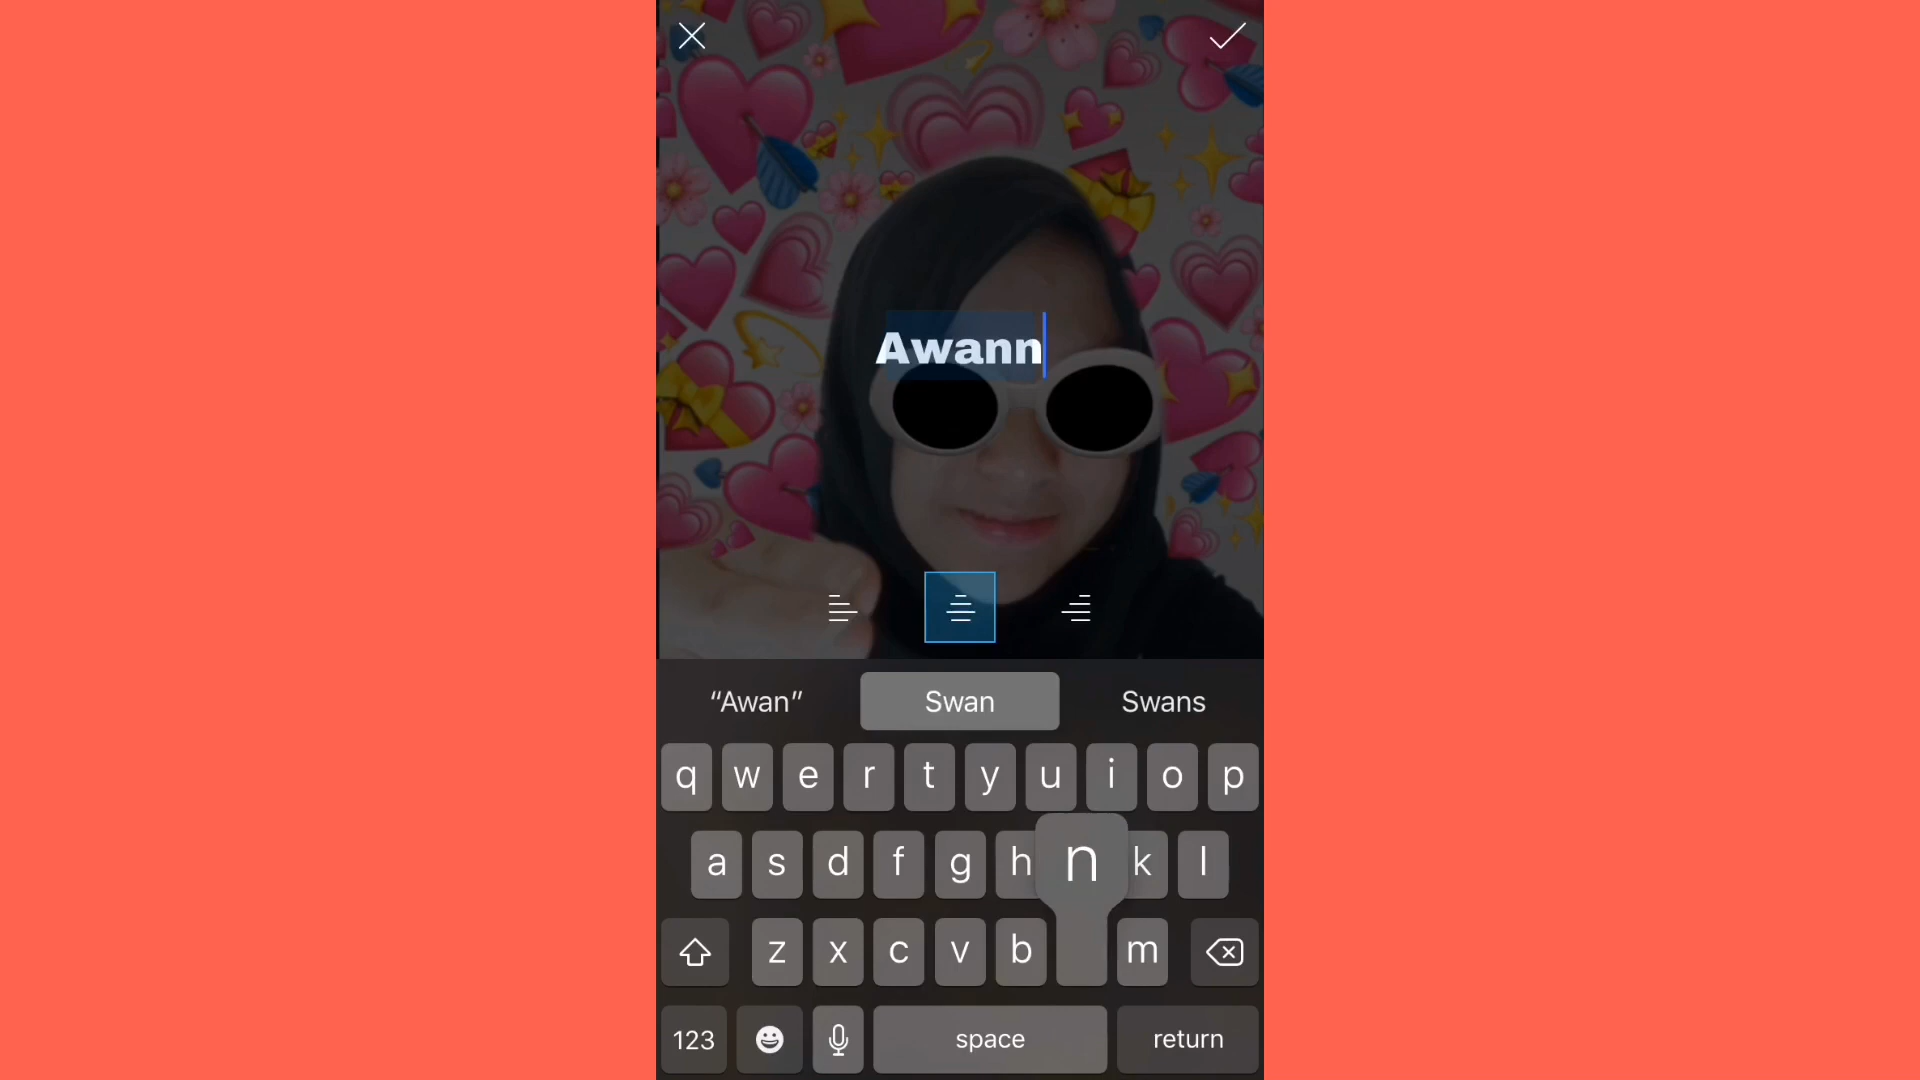 Awann
“Awan” Swan Swans
q w e r t y u i o p
a s d f g h n k l
z x c v b m
123 space return